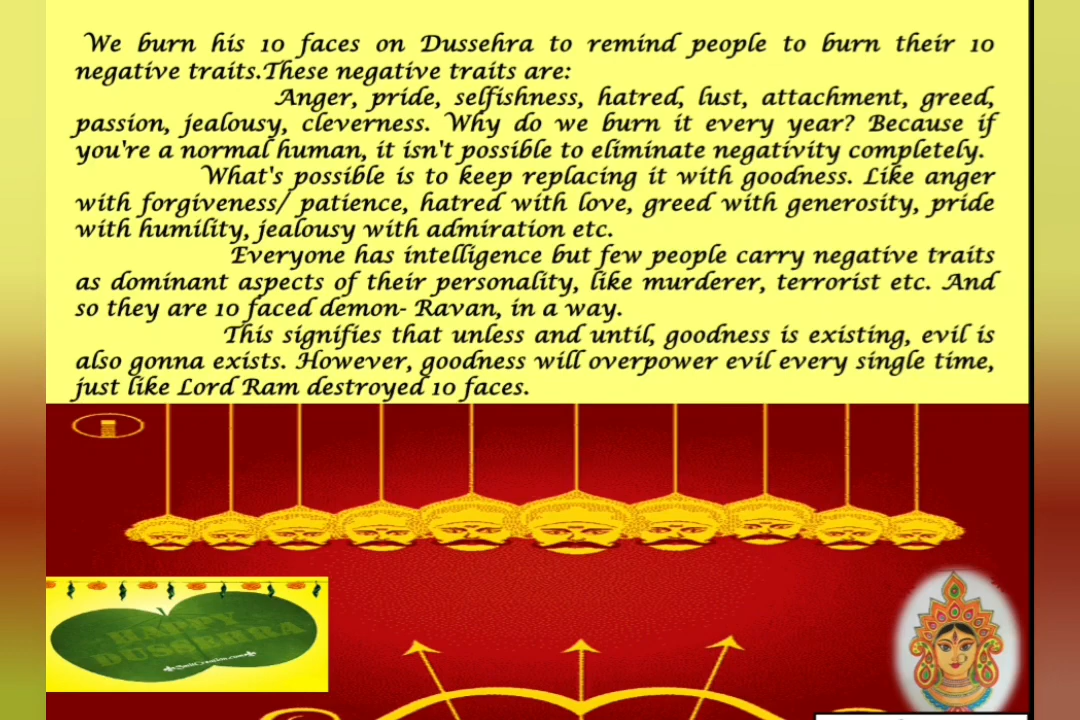 We burn his 10 faces on Dussehra to remind people to burn their 10
negative traits.These negative traits are:
Anger, pride, selfishness, hatred, lust, attachment, greed,
passion, jealousy, cleverness. Why do we burn it every year? Because if
you're a normal human, it isn't possible to eliminate negativity completely.
What's possible is to keep replacing it with goodness. Like anger
with forgiveness/ patience, hatred with love, greed with generosity, pride
with humility, jealousy with admiration etc.
Everyone has intelligence but few people carry negative traits
as dominant aspects of their personality, like murderer, terrorist etc. And
so they are 10 faced demon- Ravan, in a way.
This signifies that unless and until, goodness is existing, evil is
also gonna exists. However, goodness will overpower evil every single time,
just like Lord Ram destroyed 10 faces.
HAPPY
DUSSEHRA